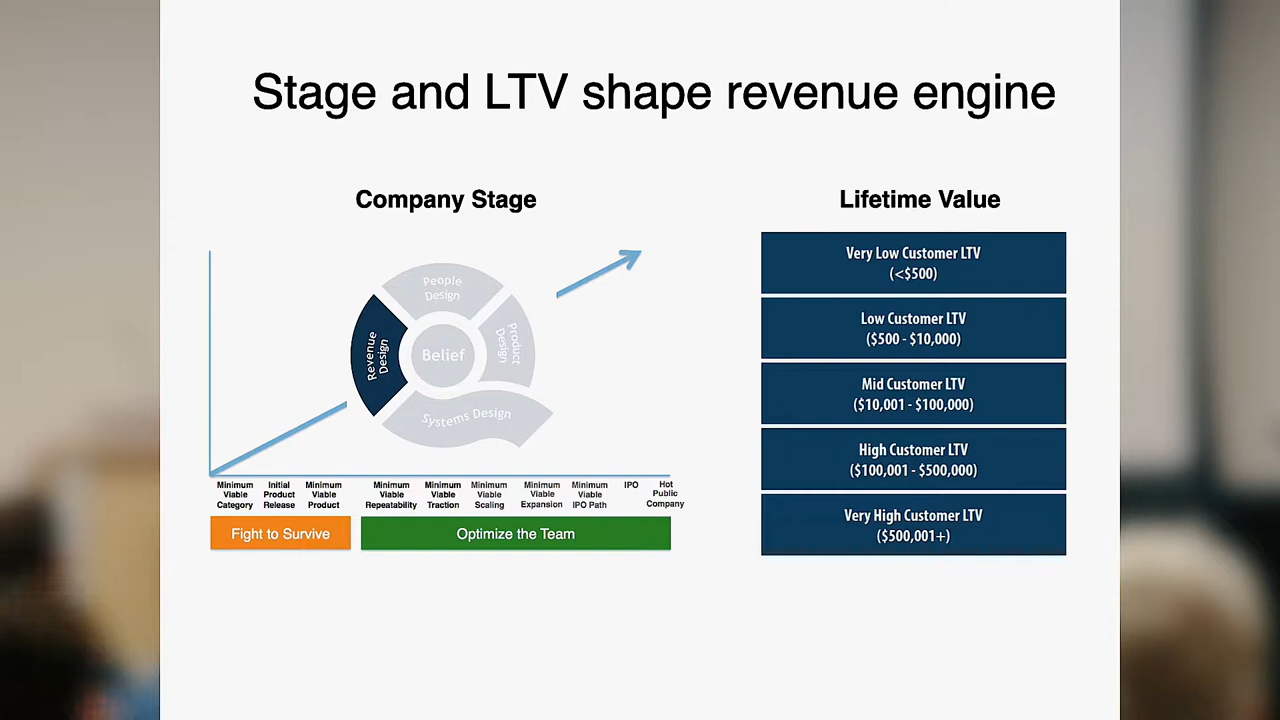 Stage and LTV shape revenue engine
Company Stage
People
Design
Revenue
Design
Belief
Product
Design
Systems Design
Minimum
Viable
Category
Initial
Product
Release
Minimum
Viable
Product
Minimum
Viable
Repeatability
Minimum
Viable
Traction
Minimum
Viable
Scaling
Minimum
Viable
Expansion
Minimum
Viable
IPO Path
IPO
Hot
Public
Company
Fight to Survive
Optimize the Team
Lifetime Value
Very Low Customer LTV
(<$500)
Low Customer LTV
($500 - $10,000)
Mid Customer LTV
($10,001 - $100,000)
High Customer LTV
($100,001 - $500,000)
Very High Customer LTV
($500,001+)